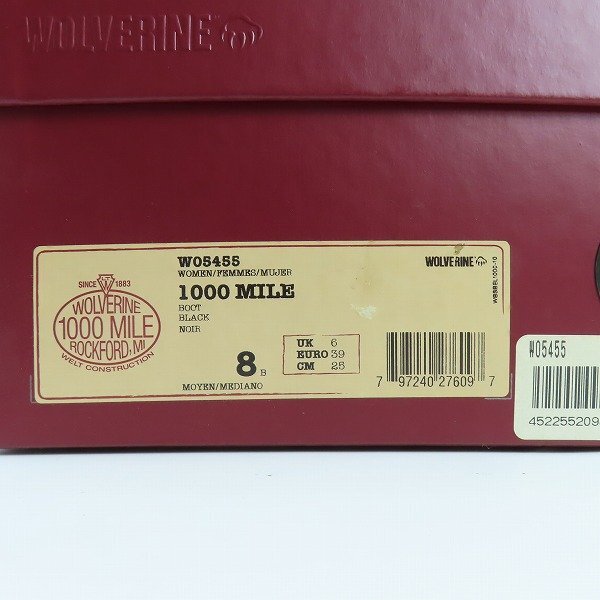 WOLVERINE
W05455
WOMEN/FEMMES/MUJER
1000 MILE
BOOT
BLACK
NOIR
8 B
MOYEN/MEDIANO
UK 6
EURO 39
CM 25
WOLVERINE
7 97240 27609 7
SINCE 1883
WOLVERINE
1000 MILE
ROCKFORD, MI
WELT CONSTRUCTION
W05455
452255209